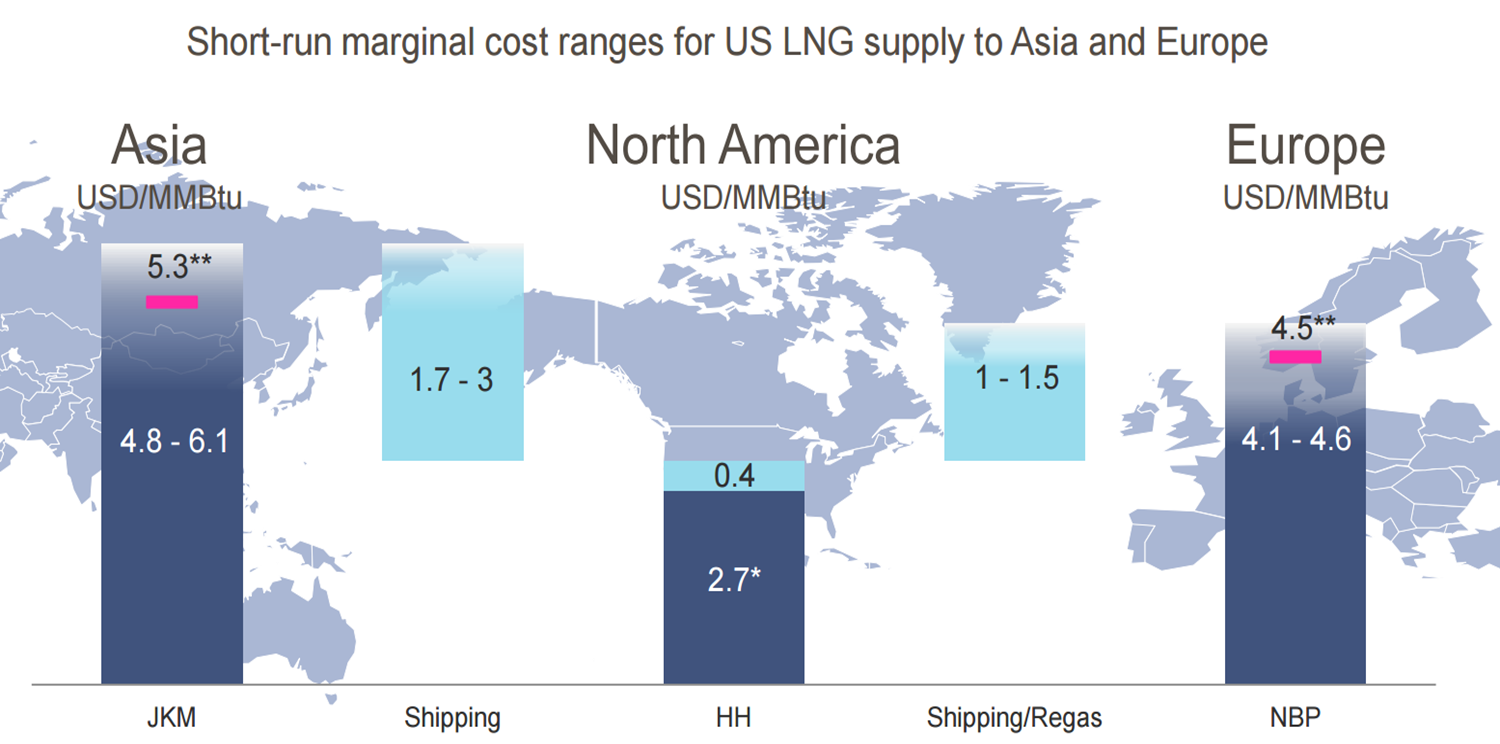 Short-run marginal cost ranges for US LNG supply to Asia and Europe
Asia
USD/MMBtu
North America
USD/MMBtu
Europe
USD/MMBtu
5.3**
4.8 - 6.1
1.7 - 3
0.4
2.7*
1 - 1.5
4.5**
4.1 - 4.6
JKM
Shipping
HH
Shipping/Regas
NBP